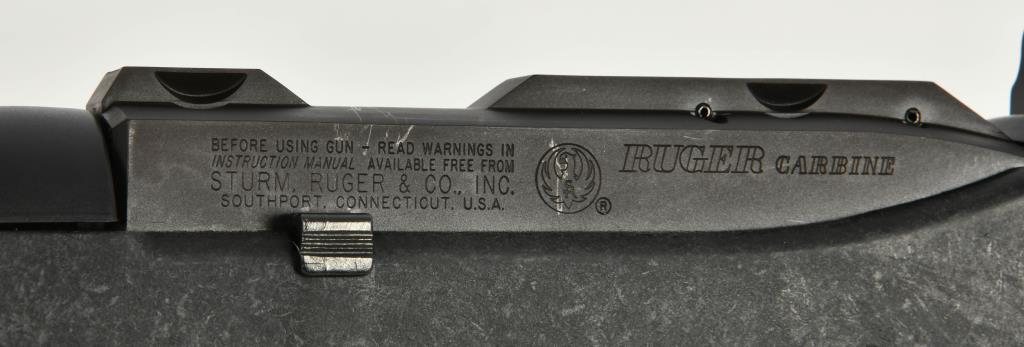 BEFORE USING GUN - READ WARNINGS IN
INSTRUCTION MANUAL AVAILABLE FREE FROM
STURM, RUGER & CO., INC.
SOUTHPORT, CONNECTICUT, U.S.A.
®
RUGER CARBINE